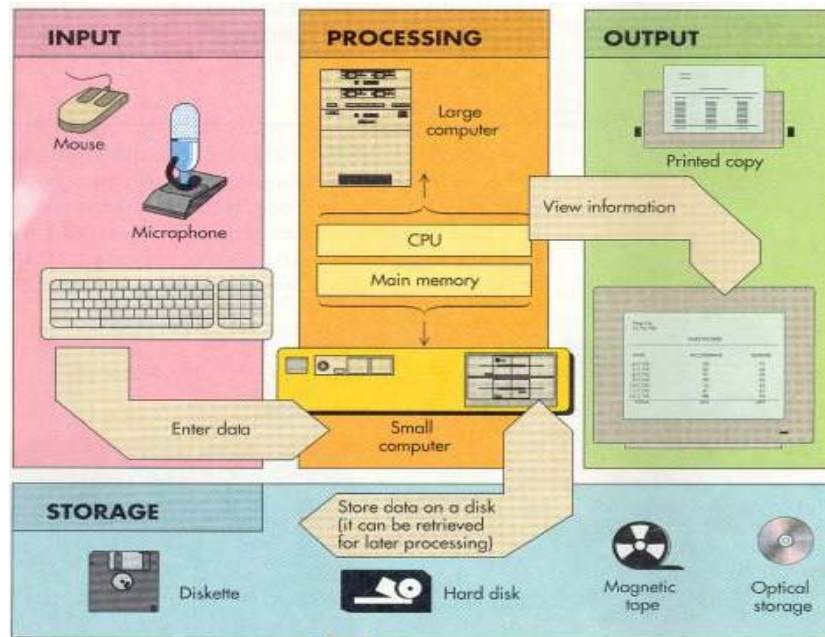 INPUT
Mouse
Microphone
Enter data
PROCESSING
Large
computer
CPU
Main memory
Small
computer
OUTPUT
Printed copy
View information
STORAGE
Store data on a disk
(it can be retrieved
for later processing)
Diskette
Hard disk
Magnetic
tape
Optical
storage